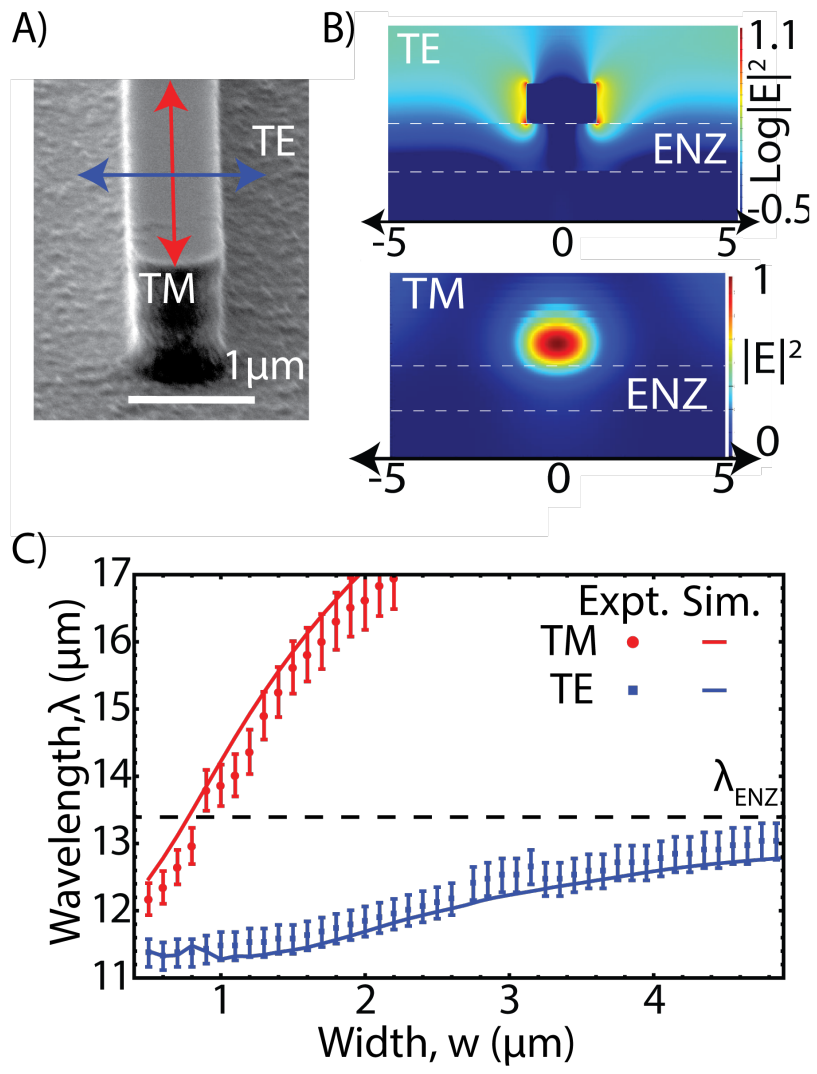 A)
TE
TM
1μm
B)
TE
ENZ
1.1
Log|E|²
-0.5
-5 0 5
TM
ENZ
1
|E|²
0
-5 0 5
C)
Wavelength,λ (μm)
17
16
15
14
13
12
11
Expt. Sim.
TM
TE
λENZ
1 2 3 4
Width, w (μm)